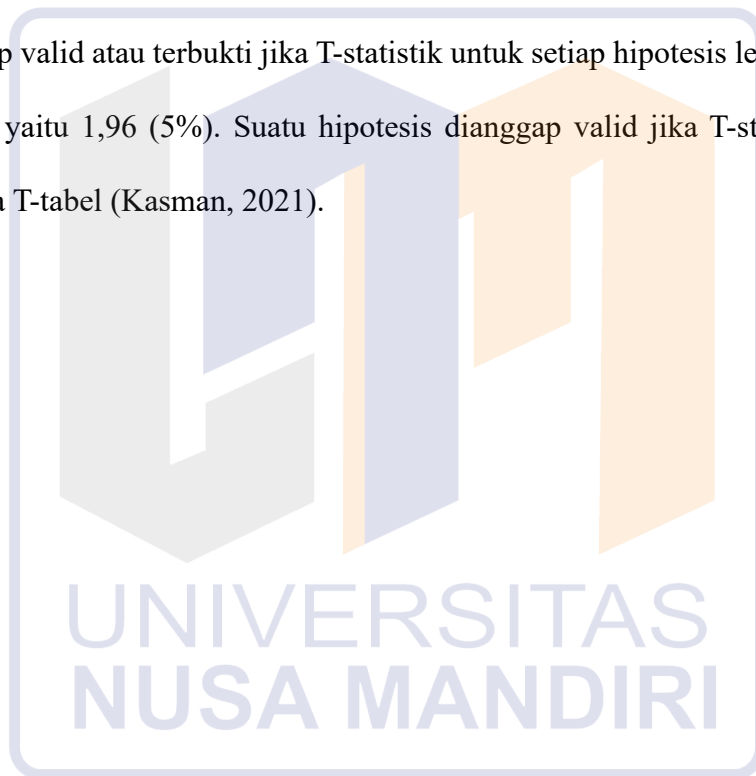 p valid atau terbukti jika T-statistik untuk setiap hipotesis le
yaitu 1,96 (5%). Suatu hipotesis dianggap valid jika T-st
a T-tabel (Kasman, 2021).
UNIVERSITAS
NUSA MANDIRI